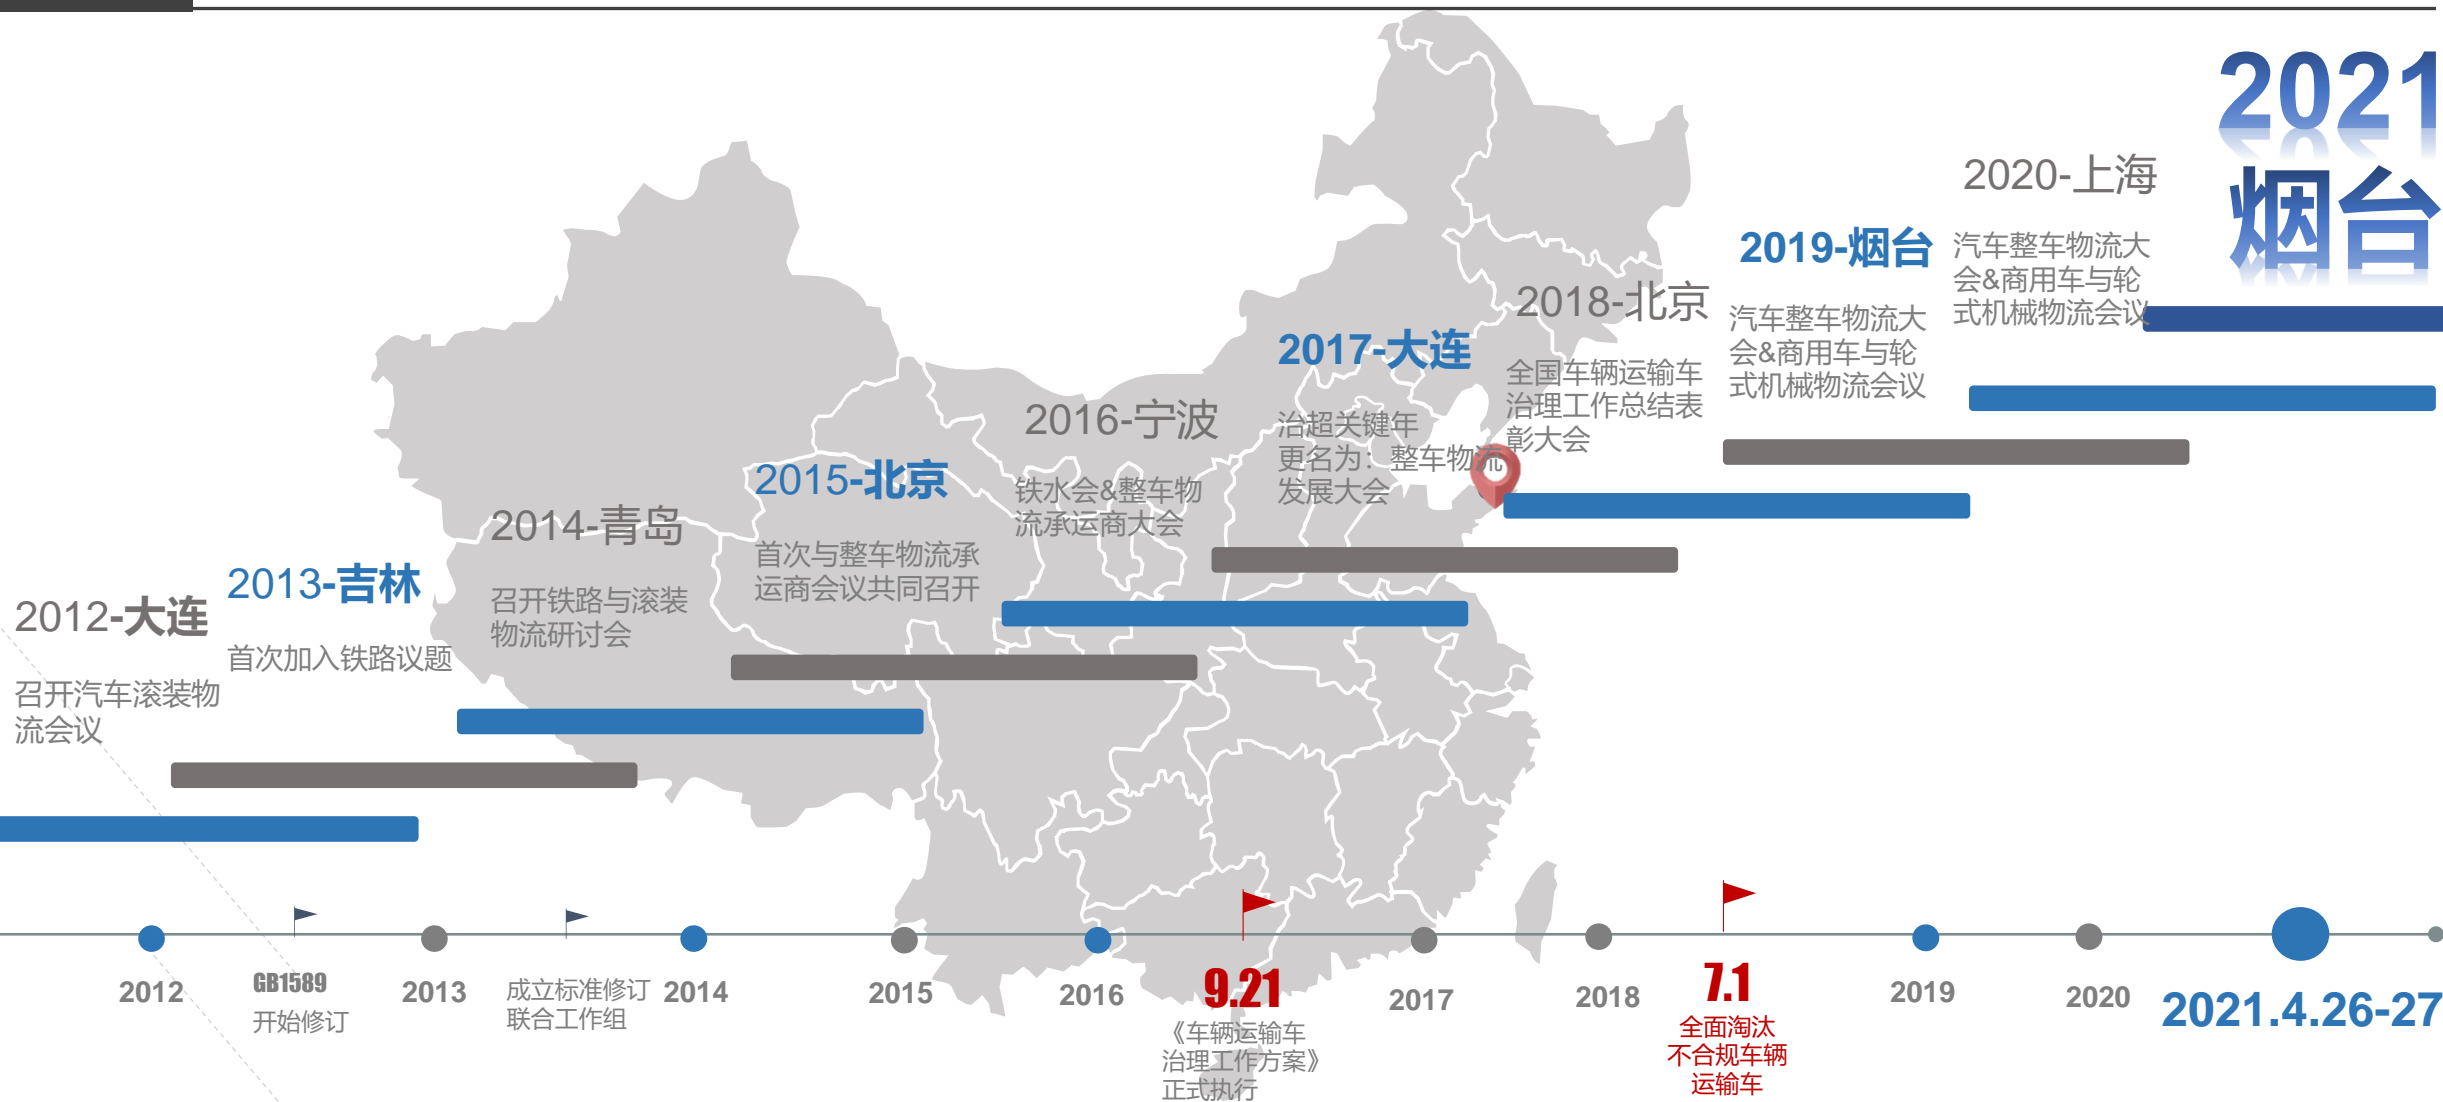 2012-大连
召开汽车滚装物
流会议
2013-吉林
首次加入铁路议题
2014-青岛
召开铁路与滚装
物流研讨会
2015-北京
首次与整车物流承
运商会议共同召开
2016-宁波
铁水会&整车物
流承运商大会
2017-大连
治超关键年
更名为：整车物流
发展大会
2018-北京
全国车辆运输车
治理工作总结表
彰大会
2019-烟台
汽车整车物流大
会&商用车与轮
式机械物流会议
2020-上海
汽车整车物流大
会&商用车与轮
式机械物流会议
2021
烟台
2012
GB1589
开始修订
2013
成立标准修订
联合工作组
2014
2015
2016
9.21
《车辆运输车
治理工作方案》
正式执行
2017
2018
7.1
全面淘汰
不合规车辆
运输车
2019
2020
2021.4.26-27